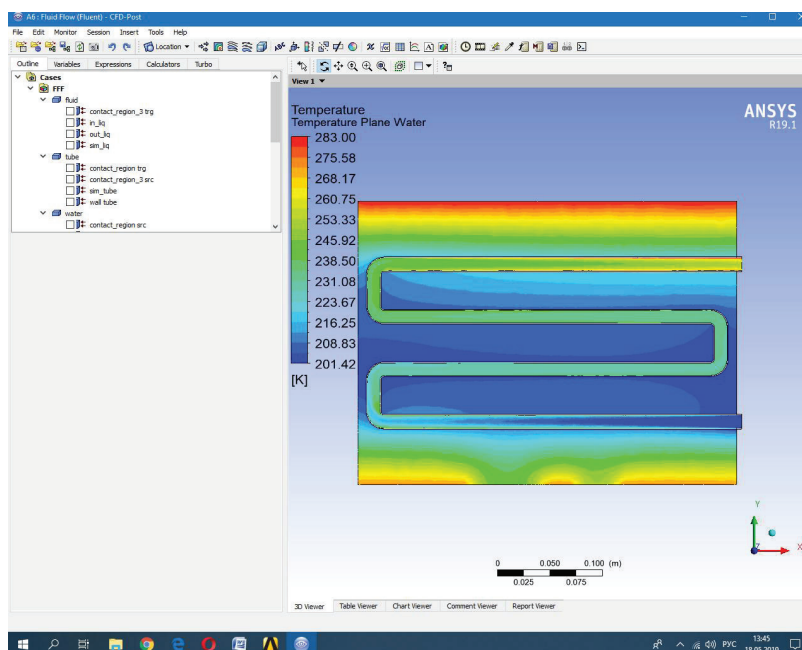 A6 : Fluid Flow (Fluent) - CFD-Post
File Edit Monitor Session Insert Tools Help
Location
Outline Variables Expressions Calculators Turbo
Cases
FFF
fluid
contact_region_3 trg
in_liq
out_liq
sim_liq
tube
contact_region trg
contact_region_3 src
sim_tube
wall tube
water
contact_region src
View 1
Temperature
Temperature Plane Water
283.00
275.58
268.17
260.75
253.33
245.92
238.50
231.08
223.67
216.25
208.83
201.42
[K]
ANSYS
R19.1
Y
Z X
0 0.050 0.100 (m)
0.025 0.075
3D Viewer Table Viewer Chart Viewer Comment Viewer Report Viewer
РУС
13:45
18.05.2019